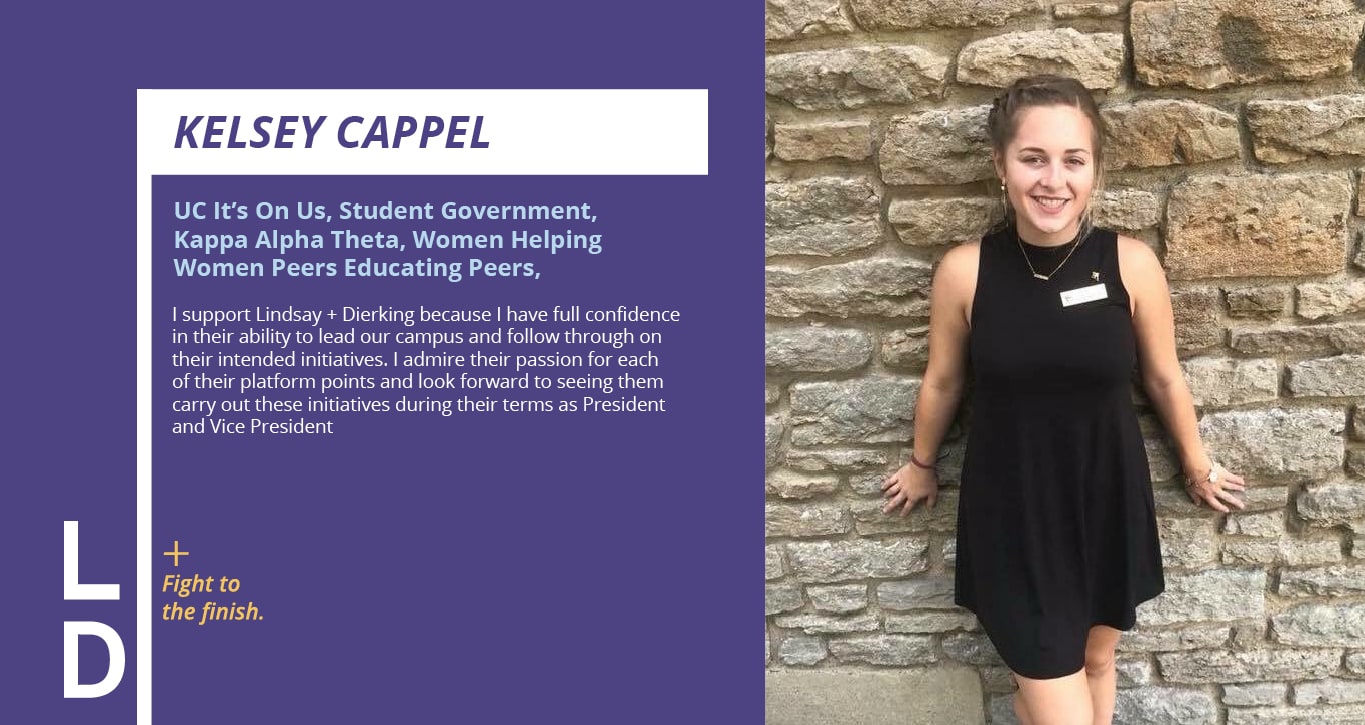 KELSEY CAPPEL
UC It’s On Us, Student Government,
Kappa Alpha Theta, Women Helping
Women Peers Educating Peers,
I support Lindsay + Dierking because I have full confidence
in their ability to lead our campus and follow through on
their intended initiatives. I admire their passion for each
of their platform points and look forward to seeing them
carry out these initiatives during their terms as President
and Vice President
+
Fight to
the finish.
L
D